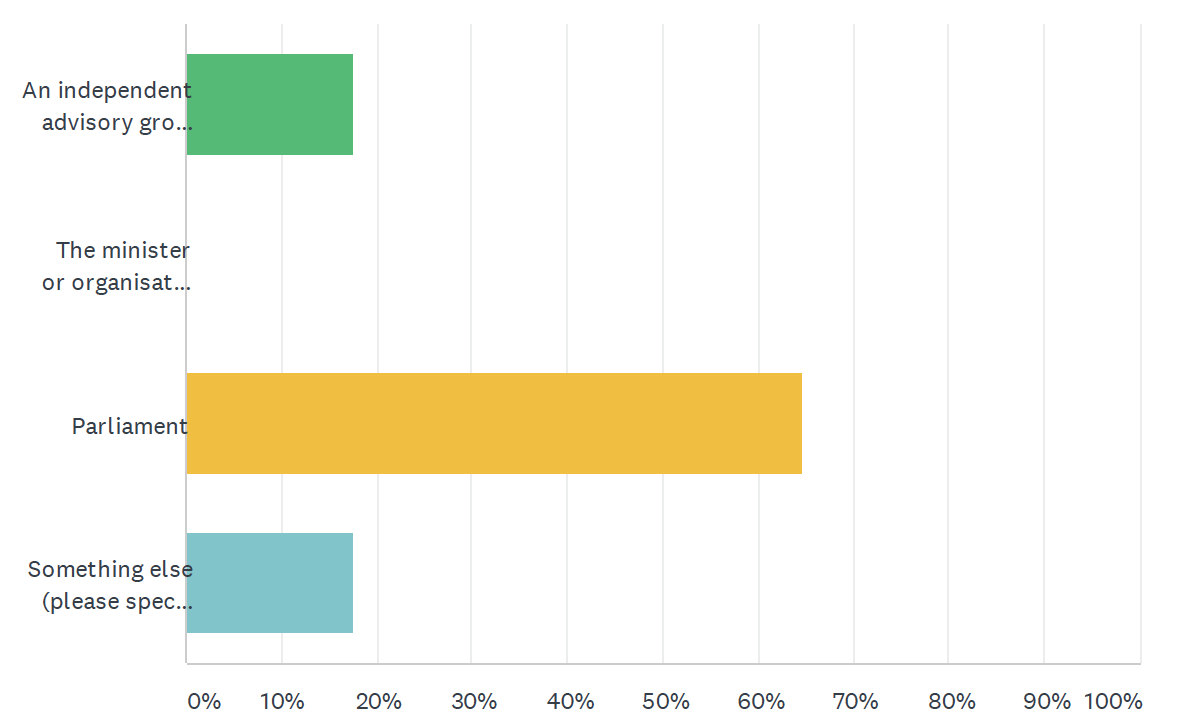 An independent
advisory gro...
The minister
or organisat...
Parliament
Something else
(please spec...
0% 10% 20% 30% 40% 50% 60% 70% 80% 90% 100%